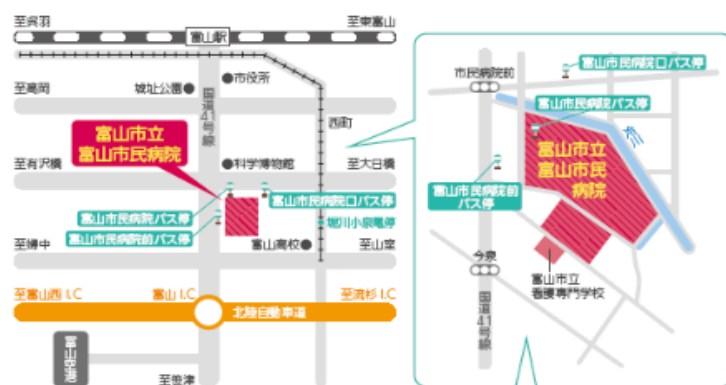 至呉羽
富山駅
至東富山
至高岡
城址公園
市役所
国道41号線
西町
富山市立
富山市民病院
至有沢橋
科学博物館
至大日橋
富山市民病院口バス停
富山市民病院バス停
富山市民病院前バス停
堀川小泉電停
至婦中
富山高校
至山室
至富山西I.C
富山I.C
至流杉I.C
北陸自動車道
富山空港
至笹津
市民病院前
富山市民病院口バス停
富山市民病院バス停
川
富山市立
富山市民
病院
富山市民病院前
バス停
今泉
富山市立
看護専門学校
国道41号線